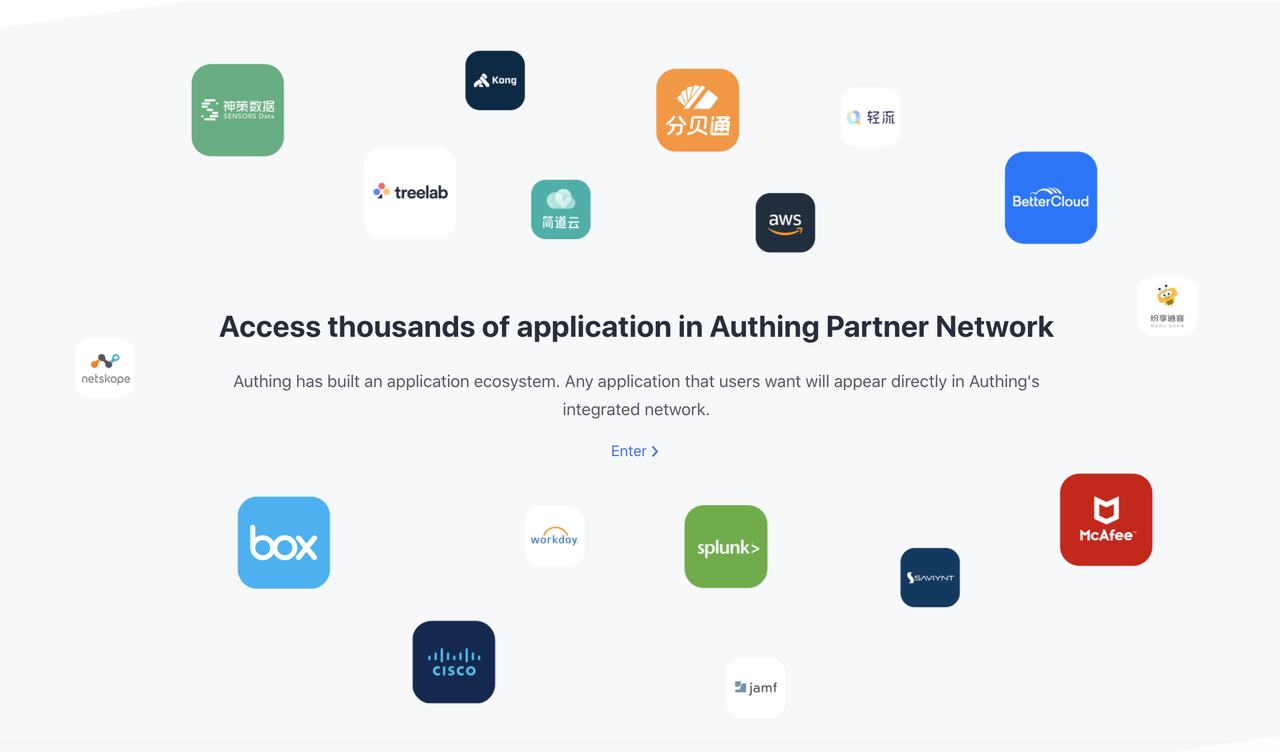 Kong
神策数据
SENSORS Data
分贝通
轻流
treelab
简道云
aws
BetterCloud
纷享逍客
Access thousands of application in Authing Partner Network
netskope
Authing has built an application ecosystem. Any application that users want will appear directly in Authing's
integrated network.
Enter
box
workday.
splunk>
McAfee™
SAVIYNT
CISCO
jamf